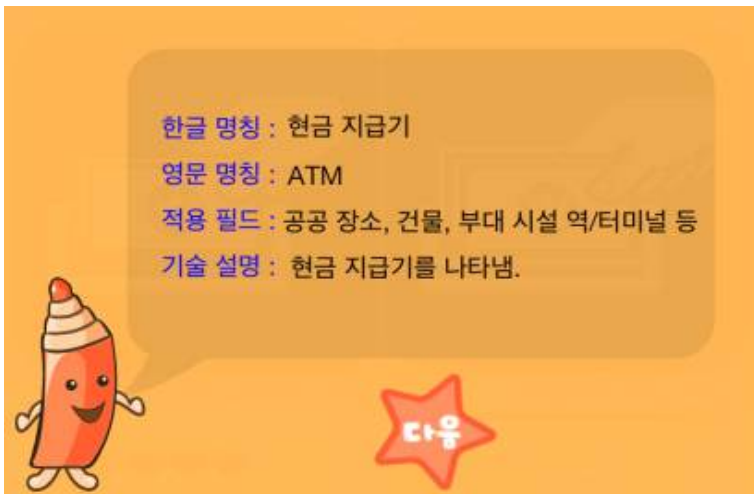 한글 명칭 : 현금 지급기
영문 명칭 : ATM
적용 필드 : 공공 장소, 건물, 부대 시설 역/터미널 등
기술 설명 : 현금 지급기를 나타냄.
다음